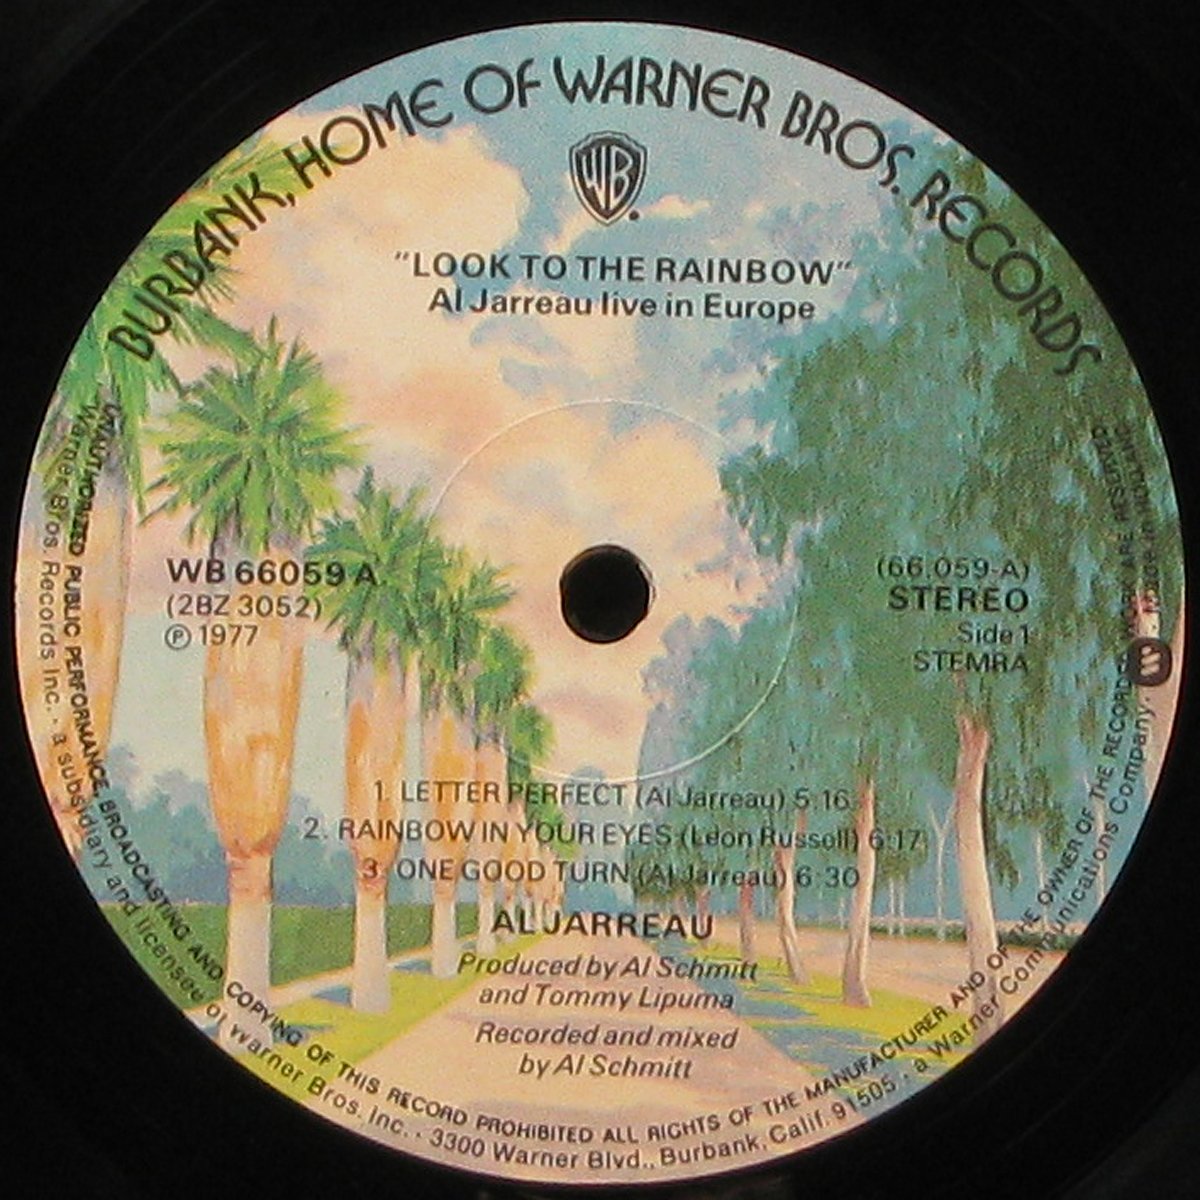 BURBANK, HOME OF WARNER BROS. RECORDS
WB
"LOOK TO THE RAINBOW"
Al Jarreau live in Europe
WB 66059 A
(2BZ 3052)
℗ 1977
(66.059-A)
STEREO
Side 1
STEMRA
1. LETTER PERFECT (Al Jarreau) 5:16
2. RAINBOW IN YOUR EYES (Leon Russell) 6:17
3. ONE GOOD TURN (Al Jarreau) 6:30
AL JARREAU
Produced by Al Schmitt
and Tommy Lipuma
Recorded and mixed
by Al Schmitt
UNAUTHORIZED PUBLIC PERFORMANCE, BROADCASTING AND COPYING OF THIS RECORD PROHIBITED ALL RIGHTS OF THE MANUFACTURER AND OF THE OWNER OF THE RECORDED WORK ARE RESERVED
Warner Bros. Records Inc. · a subsidiary and licensee of Warner Bros. Inc. · 3300 Warner Blvd., Burbank, Calif. 91505 · a Warner Communications Company · MADE IN HOLLAND